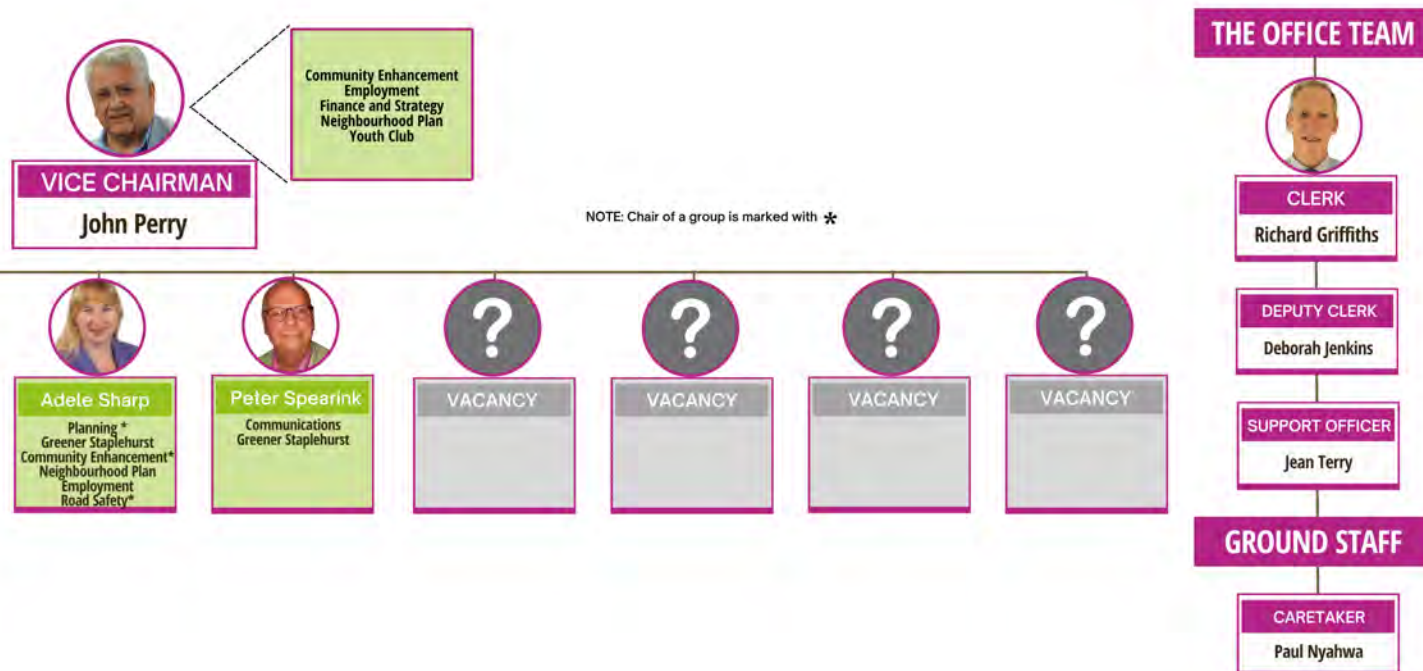 Community Enhancement
Employment
Finance and Strategy
Neighbourhood Plan
Youth Club
VICE CHAIRMAN
John Perry
NOTE: Chair of a group is marked with *
Adele Sharp
Planning *
Greener Staplehurst
Community Enhancement*
Neighbourhood Plan
Employment
Road Safety*
Peter Spearink
Communications
Greener Staplehurst
?
VACANCY
?
VACANCY
?
VACANCY
?
VACANCY
THE OFFICE TEAM
CLERK
Richard Griffiths
DEPUTY CLERK
Deborah Jenkins
SUPPORT OFFICER
Jean Terry
GROUND STAFF
CARETAKER
Paul Nyahwa